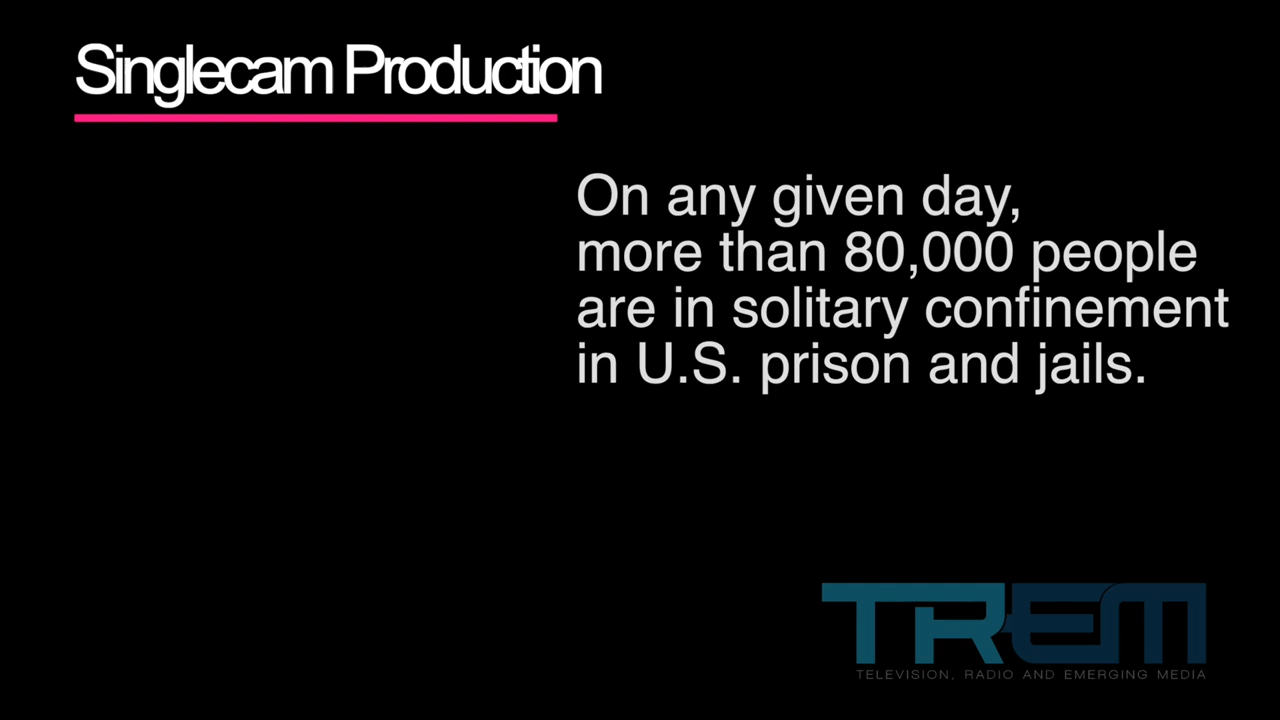 Singlecam Production
On any given day,
more than 80,000 people
are in solitary confinement
in U.S. prison and jails.
TREM
TELEVISION, RADIO AND EMERGING MEDIA